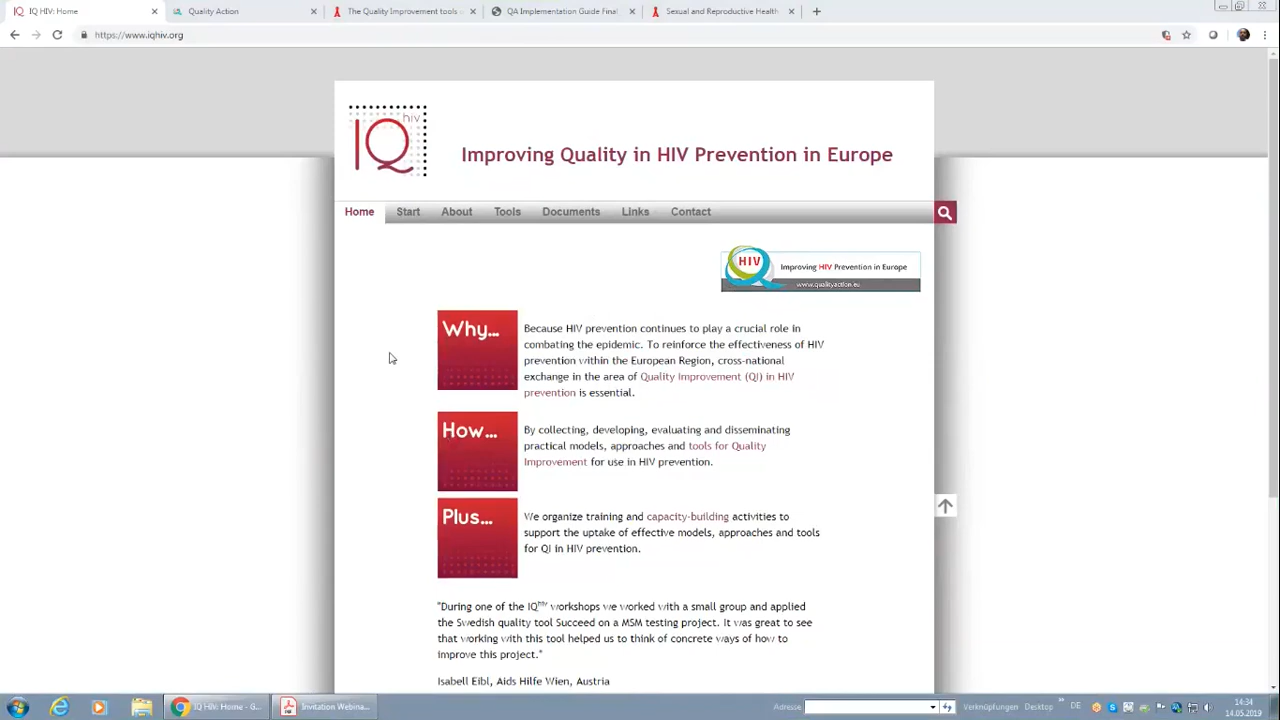 IQ HIV: Home
Quality Action
The Quality Improvement tools
QA Implementation Guide Final
Sexual and Reproductive Health
https://www.iqhiv.org
hiv
IQ
Improving Quality in HIV Prevention in Europe
Home Start About Tools Documents Links Contact
HIV
Improving HIV Prevention in Europe
www.qualityaction.eu
Why...
Because HIV prevention continues to play a crucial role in
combating the epidemic. To reinforce the effectiveness of HIV
prevention within the European Region, cross-national
exchange in the area of Quality Improvement (QI) in HIV
prevention is essential.
How...
By collecting, developing, evaluating and disseminating
practical models, approaches and tools for Quality
Improvement for use in HIV prevention.
Plus...
We organize training and capacity-building activities to
support the uptake of effective models, approaches and tools
for QI in HIV prevention.
"During one of the IQhiv workshops we worked with a small group and applied
the Swedish quality tool Succeed on a MSM testing project. It was great to see
that working with this tool helped us to think of concrete ways of how to
improve this project."
Isabell Eibl, Aids Hilfe Wien, Austria
IQ HIV: Home - G...
Invitation Webina...
Adresse
Verknüpfungen
Desktop
DE
14:34
14.05.2019